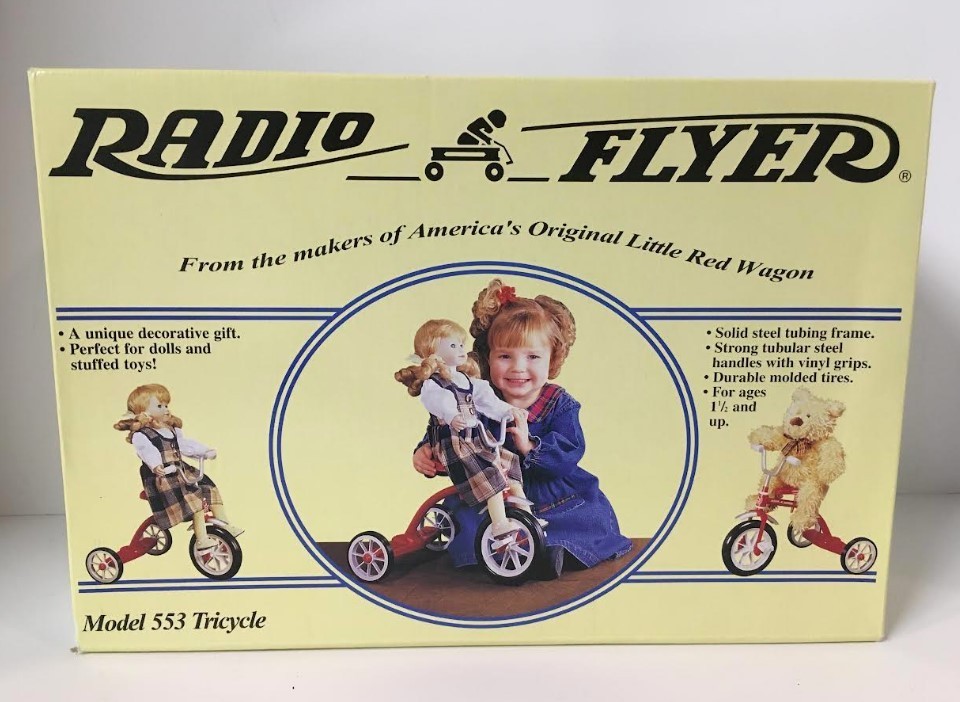 RADIO FLYER®
From the makers of America's Original Little Red Wagon
• A unique decorative gift.
• Perfect for dolls and
stuffed toys!
• Solid steel tubing frame.
• Strong tubular steel
handles with vinyl grips.
• Durable molded tires.
• For ages
1½ and
up.
Model 553 Tricycle